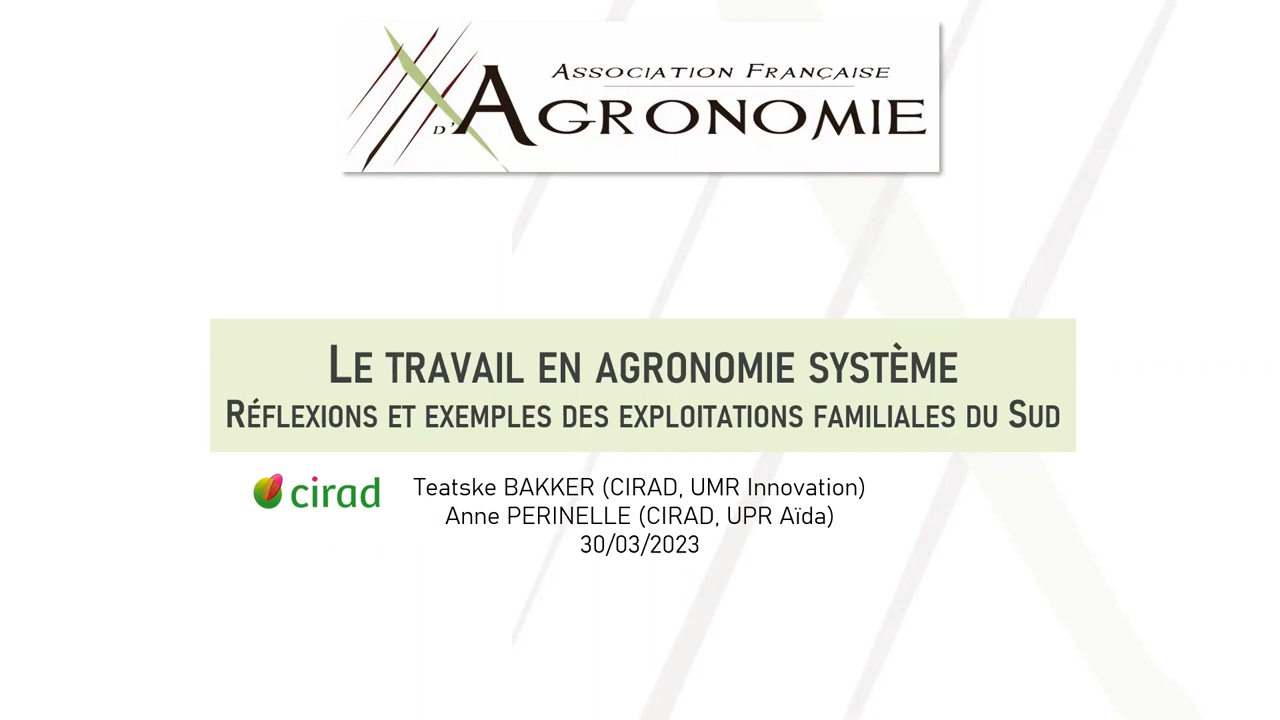 Association Française
d'Agronomie
Le travail en agronomie système
Réflexions et exemples des exploitations familiales du Sud
cirad
Teatske BAKKER (CIRAD, UMR Innovation)
Anne PERINELLE (CIRAD, UPR Aïda)
30/03/2023